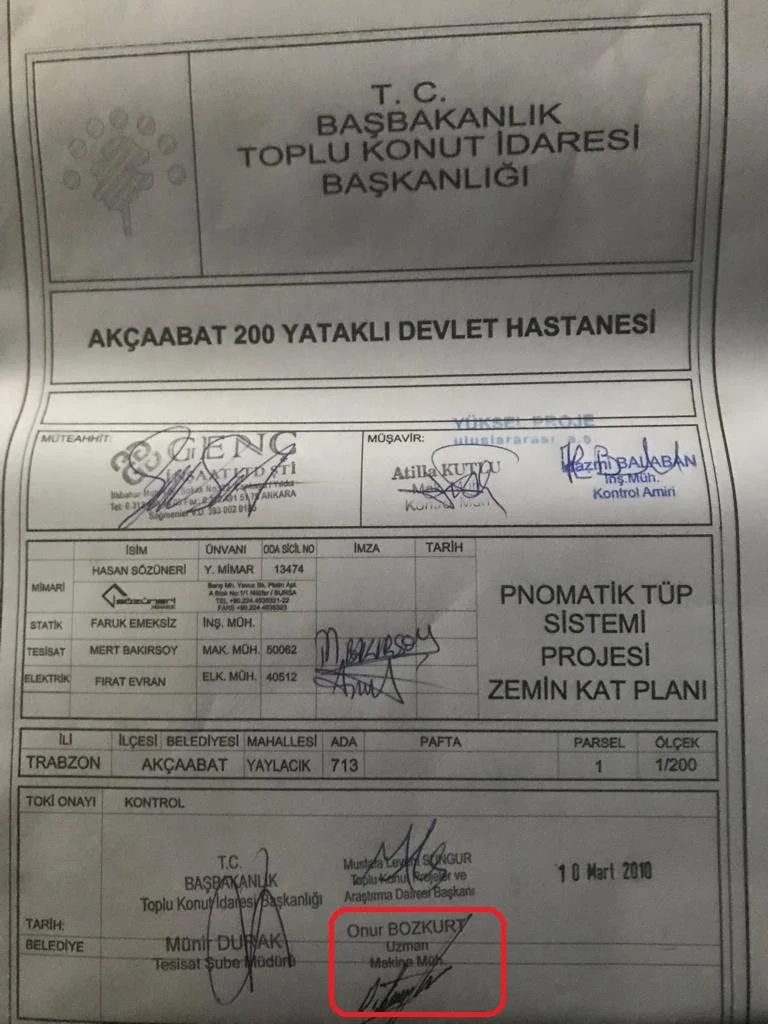 T. C.
BAŞBAKANLIK
TOPLU KONUT İDARESİ
BAŞKANLIĞI
AKÇAABAT 200 YATAKLI DEVLET HASTANESİ
MÜTEAHHİT:
GENÇ
İNŞAAT LTD ŞTİ
ANKARA
MÜŞAVİR:
YÜKSEL PROJE
uluslararası a.ş
Atilla KUTLU
Kazmi BALABAN
İnş.Müh.
Kontrol Amiri
İSİM ÜNVANI ODA SİCİL NO İMZA TARİH
MİMARİ
HASAN SÖZÜNERİ Y. MİMAR 13474
sözüneri
STATİK FARUK EMEKSİZ İNŞ. MÜH.
TESİSAT MERT BAKIRSOY MAK. MÜH. 50062 M.BAKIRSOY
ELEKTRİK FIRAT EVRAN ELK. MÜH. 40512
PNOMATİK TÜP
SİSTEMİ
PROJESİ
ZEMİN KAT PLANI
İLİ İLÇESİ BELEDİYESİ MAHALLESİ ADA PAFTA PARSEL ÖLÇEK
TRABZON AKÇAABAT YAYLACIK 713 1 1/200
TOKİ ONAYI KONTROL
T.C.
BAŞBAKANLIK
Toplu Konut İdaresi Başkanlığı
Münir DURAK
Tesisat Şube Müdürü
Mustafa Levent SUNGUR
Toplu Konut Projeler ve
Araştırma Dairesi Başkanı
10 Mart 2010
TARİH:
BELEDİYE
Onur BOZKURT
Uzman
Makina Müh.